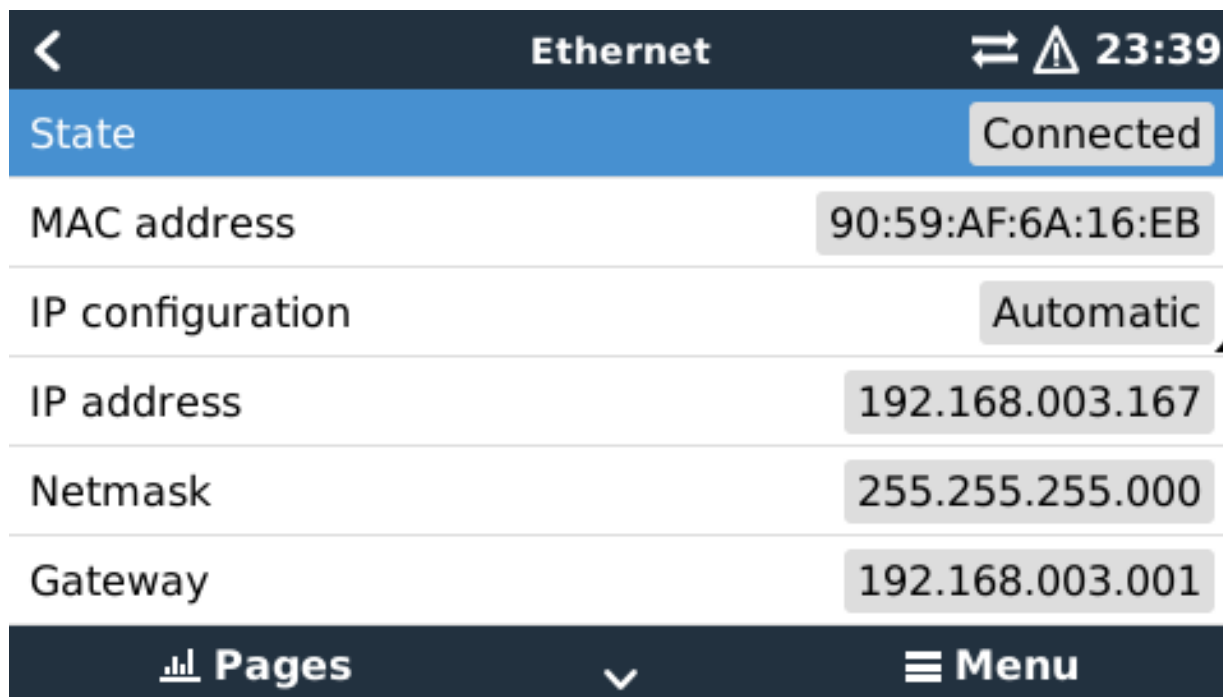 Ethernet 23:39
State Connected
MAC address 90:59:AF:6A:16:EB
IP configuration Automatic
IP address 192.168.003.167
Netmask 255.255.255.000
Gateway 192.168.003.001
Pages Menu